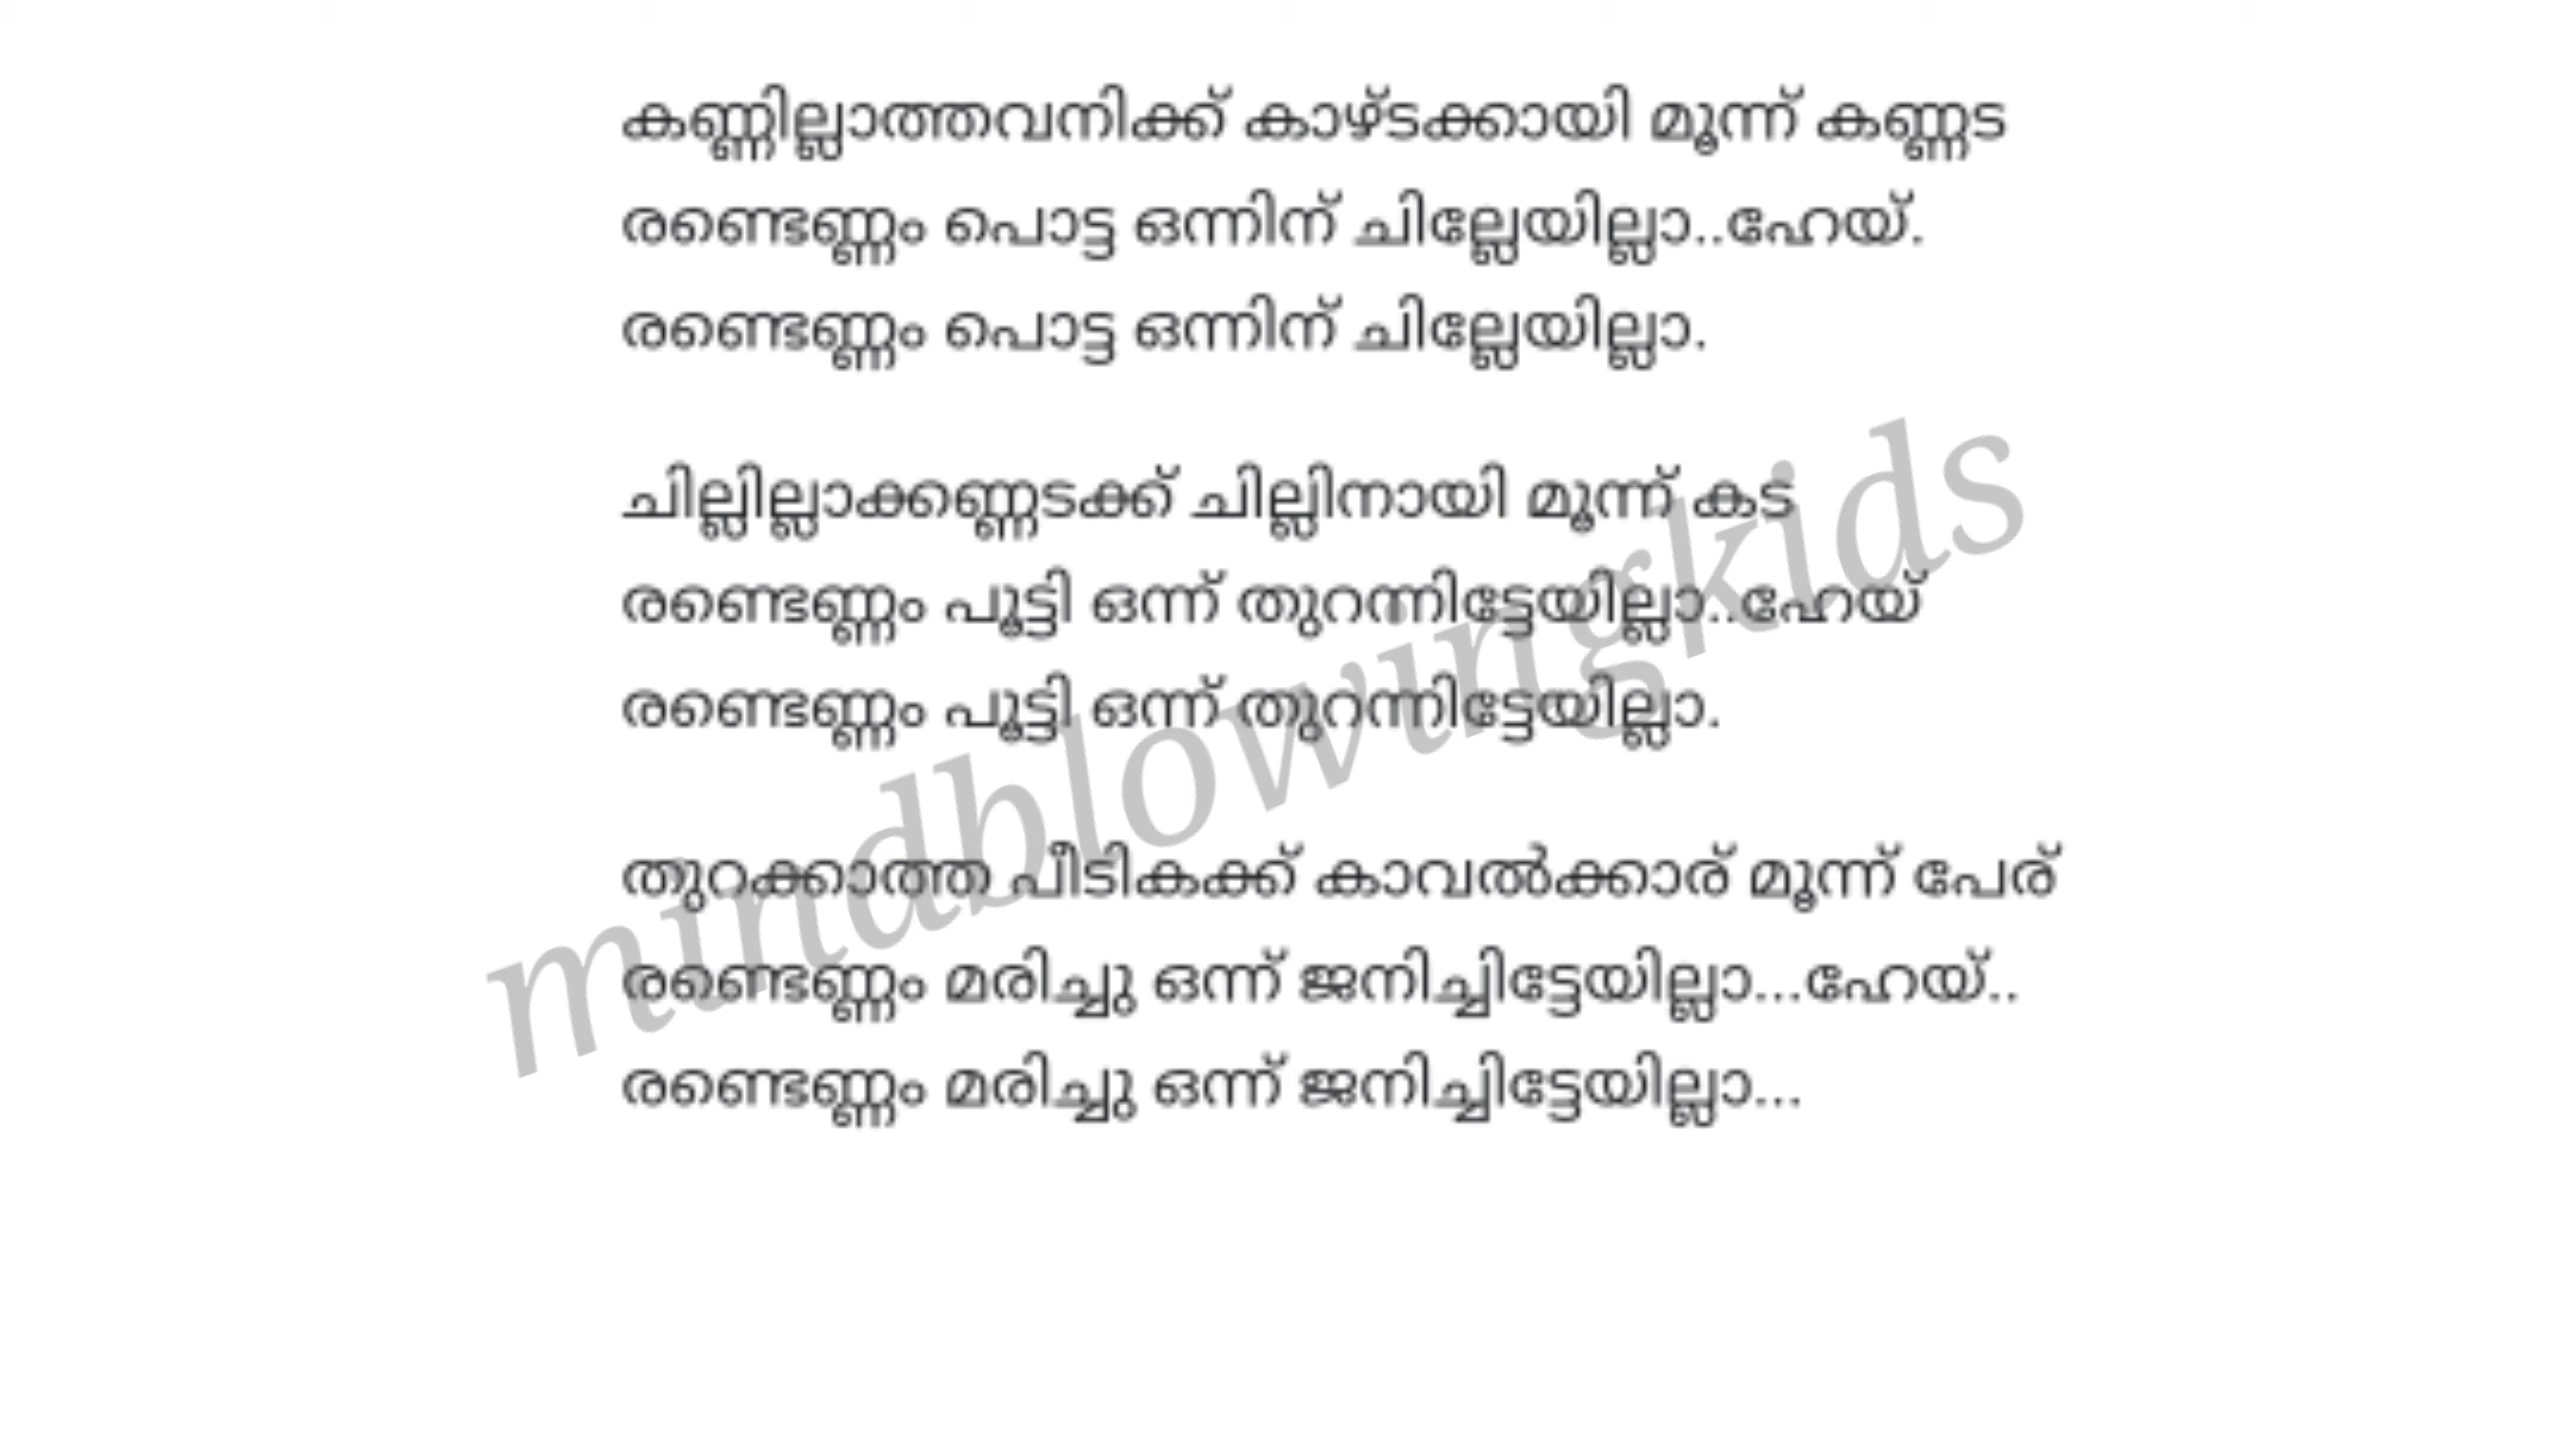 കണ്ണില്ലാത്തവനിക്ക് കാഴ്ടക്കായി മൂന്ന് കണ്ണട
രണ്ടെണ്ണം പൊട്ട ഒന്നിന് ചില്ലേയില്ലാ..ഹേയ്.
രണ്ടെണ്ണം പൊട്ട ഒന്നിന് ചില്ലേയില്ലാ.
ചില്ലില്ലാക്കണ്ണടക്ക് ചില്ലിനായി മൂന്ന് കട
രണ്ടെണ്ണം പൂട്ടി ഒന്ന് തുറന്നിട്ടേയില്ലാ..ഹേയ്
രണ്ടെണ്ണം പൂട്ടി ഒന്ന് തുറന്നിട്ടേയില്ലാ.
തുറക്കാത്ത പീടികക്ക് കാവൽക്കാര് മൂന്ന് പേര്
രണ്ടെണ്ണം മരിച്ചു ഒന്ന് ജനിച്ചിട്ടേയില്ലാ...ഹേയ്..
രണ്ടെണ്ണം മരിച്ചു ഒന്ന് ജനിച്ചിട്ടേയില്ലാ...
mindblowingkids